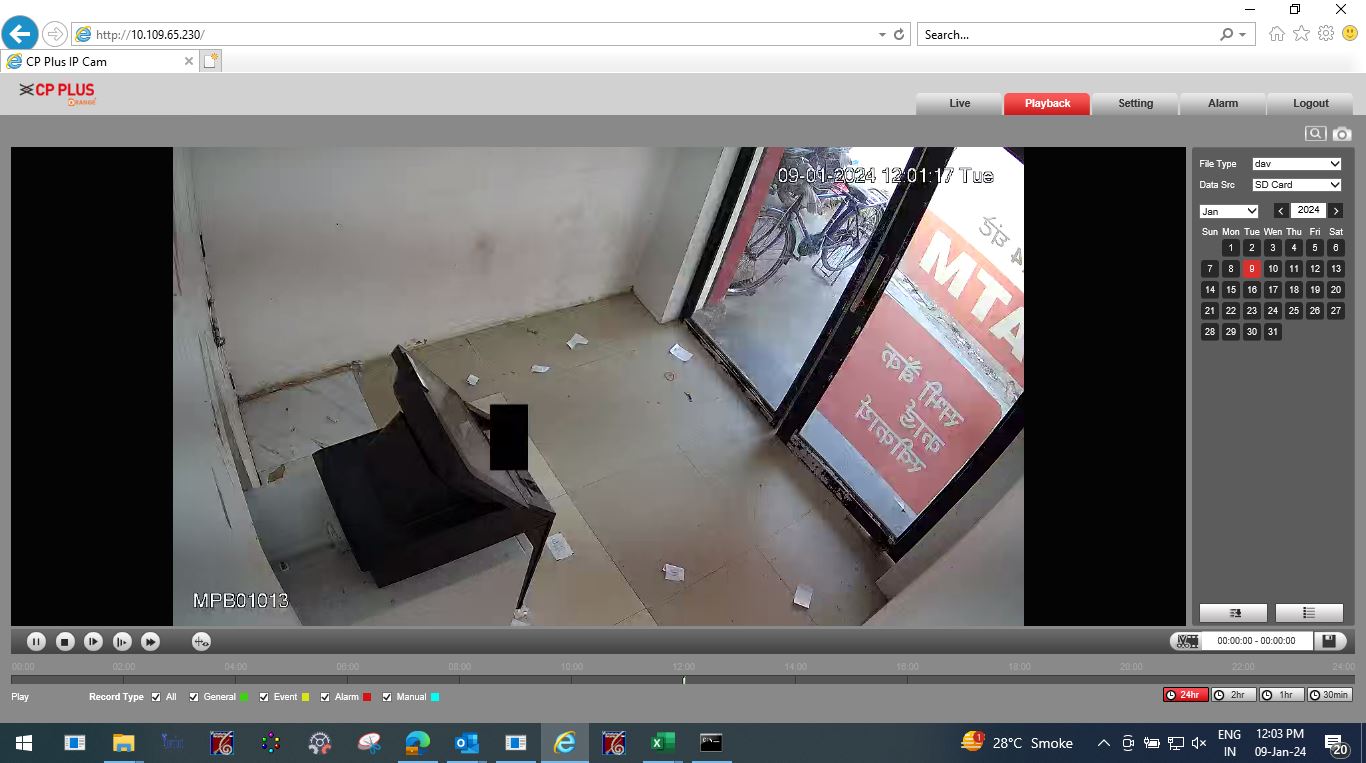 http://10.109.65.230/
Search...
CP Plus IP Cam
CP PLUS
ORANGE
Live
Playback
Setting
Alarm
Logout
09-01-2024 12:01:17 Tue
MTA
MPB01013
File Type
dav
Data Src
SD Card
Jan
2024
Sun Mon Tue Wen Thu Fri Sat
1 2 3 4 5 6
7 8 9 10 11 12 13
14 15 16 17 18 19 20
21 22 23 24 25 26 27
28 29 30 31
00:00:00 - 00:00:00
00:00 02:00 04:00 06:00 08:00 10:00 12:00 14:00 16:00 18:00 20:00 22:00 24:00
Play
Record Type All General Event Alarm Manual
24hr 2hr 1hr 30min
1
28°C Smoke
ENG
IN
12:03 PM
09-Jan-24
20